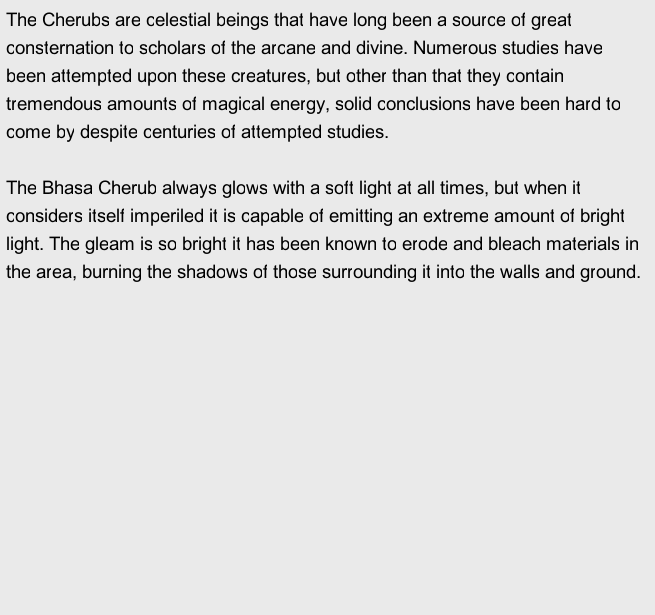 The Cherubs are celestial beings that have long been a source of great
consternation to scholars of the arcane and divine. Numerous studies have
been attempted upon these creatures, but other than that they contain
tremendous amounts of magical energy, solid conclusions have been hard to
come by despite centuries of attempted studies.

The Bhasa Cherub always glows with a soft light at all times, but when it
considers itself imperiled it is capable of emitting an extreme amount of bright
light. The gleam is so bright it has been known to erode and bleach materials in
the area, burning the shadows of those surrounding it into the walls and ground.